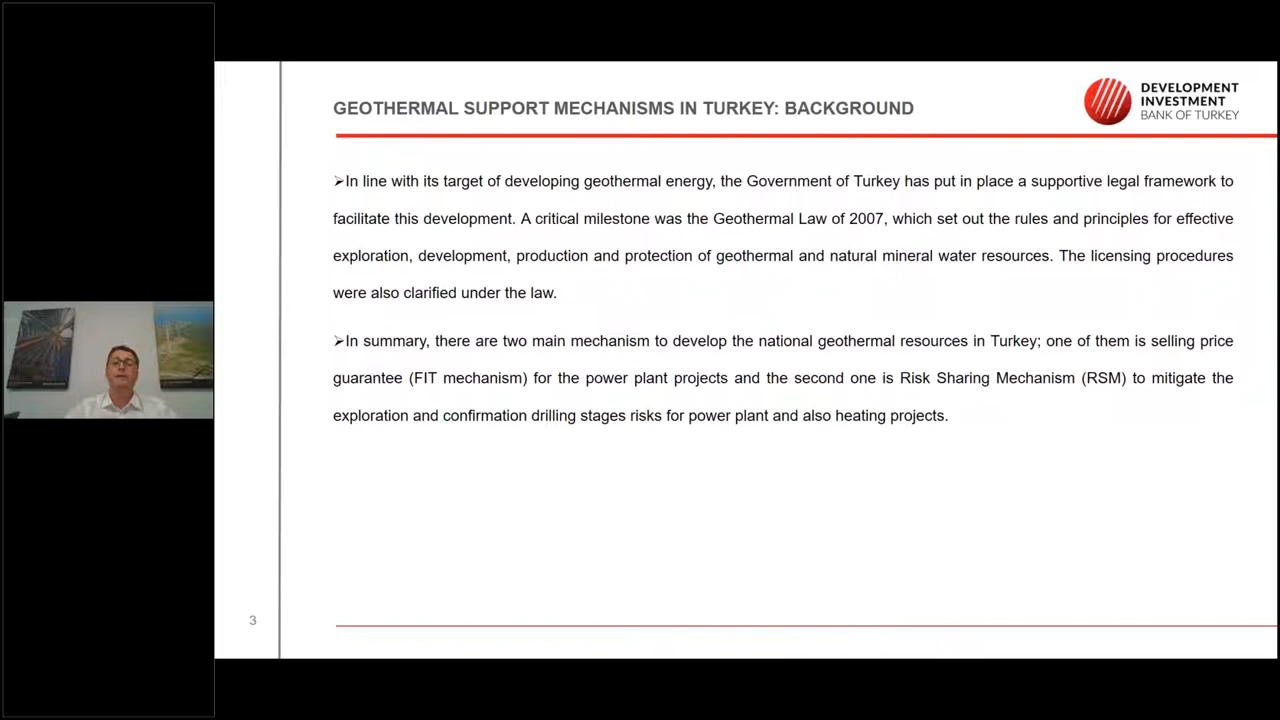 GEOTHERMAL SUPPORT MECHANISMS IN TURKEY: BACKGROUND
DEVELOPMENT
INVESTMENT
BANK OF TURKEY
➢In line with its target of developing geothermal energy, the Government of Turkey has put in place a supportive legal framework to
facilitate this development. A critical milestone was the Geothermal Law of 2007, which set out the rules and principles for effective
exploration, development, production and protection of geothermal and natural mineral water resources. The licensing procedures
were also clarified under the law.
➢In summary, there are two main mechanism to develop the national geothermal resources in Turkey; one of them is selling price
guarantee (FIT mechanism) for the power plant projects and the second one is Risk Sharing Mechanism (RSM) to mitigate the
exploration and confirmation drilling stages risks for power plant and also heating projects.
3